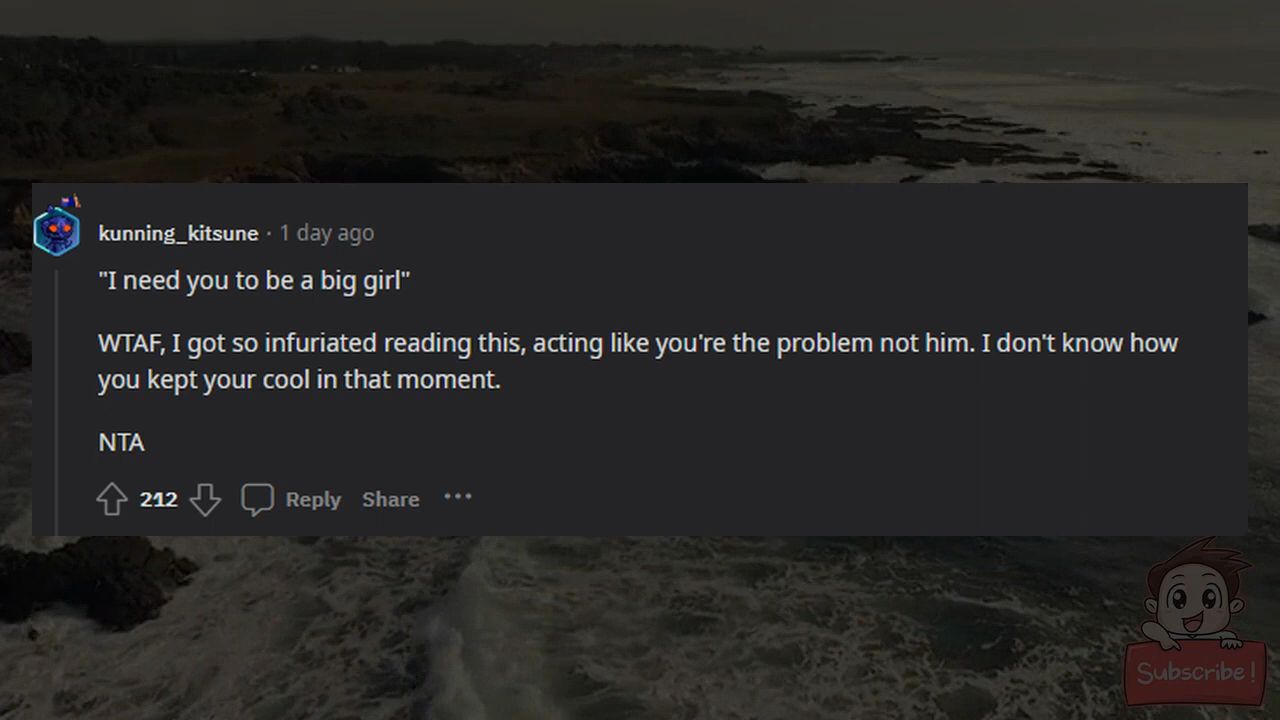 kunning_kitsune · 1 day ago
"I need you to be a big girl"
WTAF, I got so infuriated reading this, acting like you're the problem not him. I don't know how
you kept your cool in that moment.
NTA
212 Reply Share ···
Subscribe!